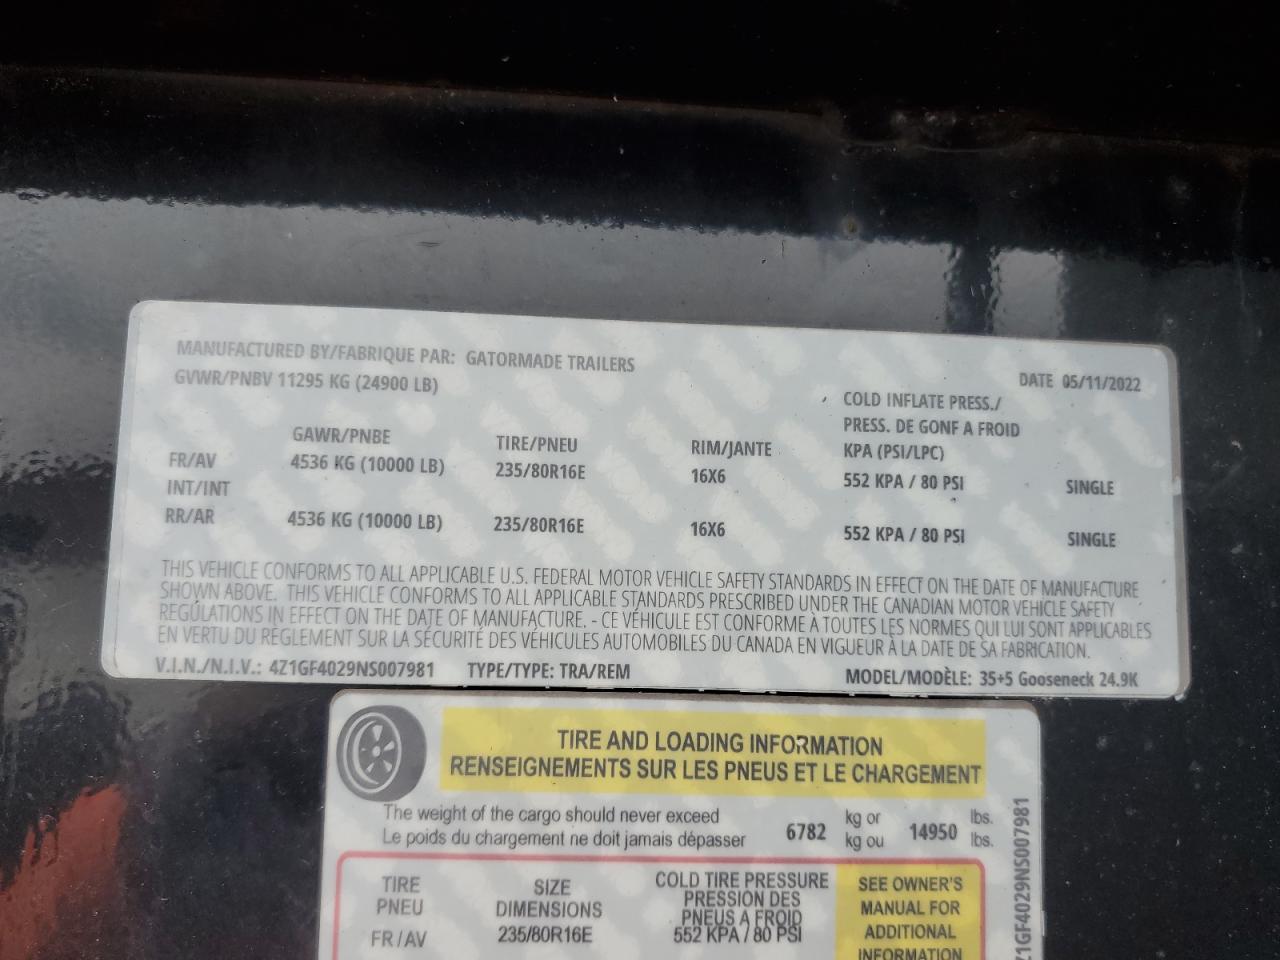 MANUFACTURED BY/FABRIQUE PAR: GATORMADE TRAILERS
GVWR/PNBV 11295 KG (24900 LB)
DATE 05/11/2022
COLD INFLATE PRESS./
PRESS. DE GONF A FROID
GAWR/PNBE TIRE/PNEU RIM/JANTE KPA (PSI/LPC)
FR/AV 4536 KG (10000 LB) 235/80R16E 16X6 552 KPA / 80 PSI SINGLE
INT/INT
RR/AR 4536 KG (10000 LB) 235/80R16E 16X6 552 KPA / 80 PSI SINGLE
THIS VEHICLE CONFORMS TO ALL APPLICABLE U.S. FEDERAL MOTOR VEHICLE SAFETY STANDARDS IN EFFECT ON THE DATE OF MANUFACTURE
SHOWN ABOVE. THIS VEHICLE CONFORMS TO ALL APPLICABLE STANDARDS PRESCRIBED UNDER THE CANADIAN MOTOR VEHICLE SAFETY
REGULATIONS IN EFFECT ON THE DATE OF MANUFACTURE. - CE VÉHICULE EST CONFORME À TOUTES LES NORMES QUI LUI SONT APPLICABLES
EN VERTU DU RÈGLEMENT SUR LA SÉCURITÉ DES VÉHICULES AUTOMOBILES DU CANADA EN VIGUEUR À LA DATE DE SA FABRICATION.
V.I.N./N.I.V.: 4Z1GF4029NS007981 TYPE/TYPE: TRA/REM MODEL/MODÈLE: 35+5 Gooseneck 24.9K
TIRE AND LOADING INFORMATION
RENSEIGNEMENTS SUR LES PNEUS ET LE CHARGEMENT
The weight of the cargo should never exceed 6782 kg or 14950 lbs.
Le poids du chargement ne doit jamais dépasser kg ou lbs.
TIRE SIZE COLD TIRE PRESSURE
PNEU DIMENSIONS PRESSION DES
PNEUS A FROID
FR/AV 235/80R16E 552 KPA / 80 PSI
SEE OWNER'S
MANUAL FOR
ADDITIONAL
INFORMATION
Z1GF4029NS007981